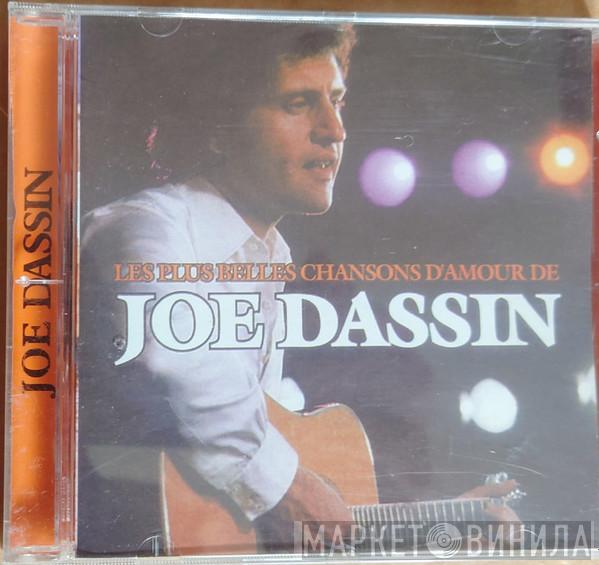 JOE DASSIN
LES PLUS BELLES CHANSONS D'AMOUR DE
JOE DASSIN
МАРКЕТ ВИНИЛА